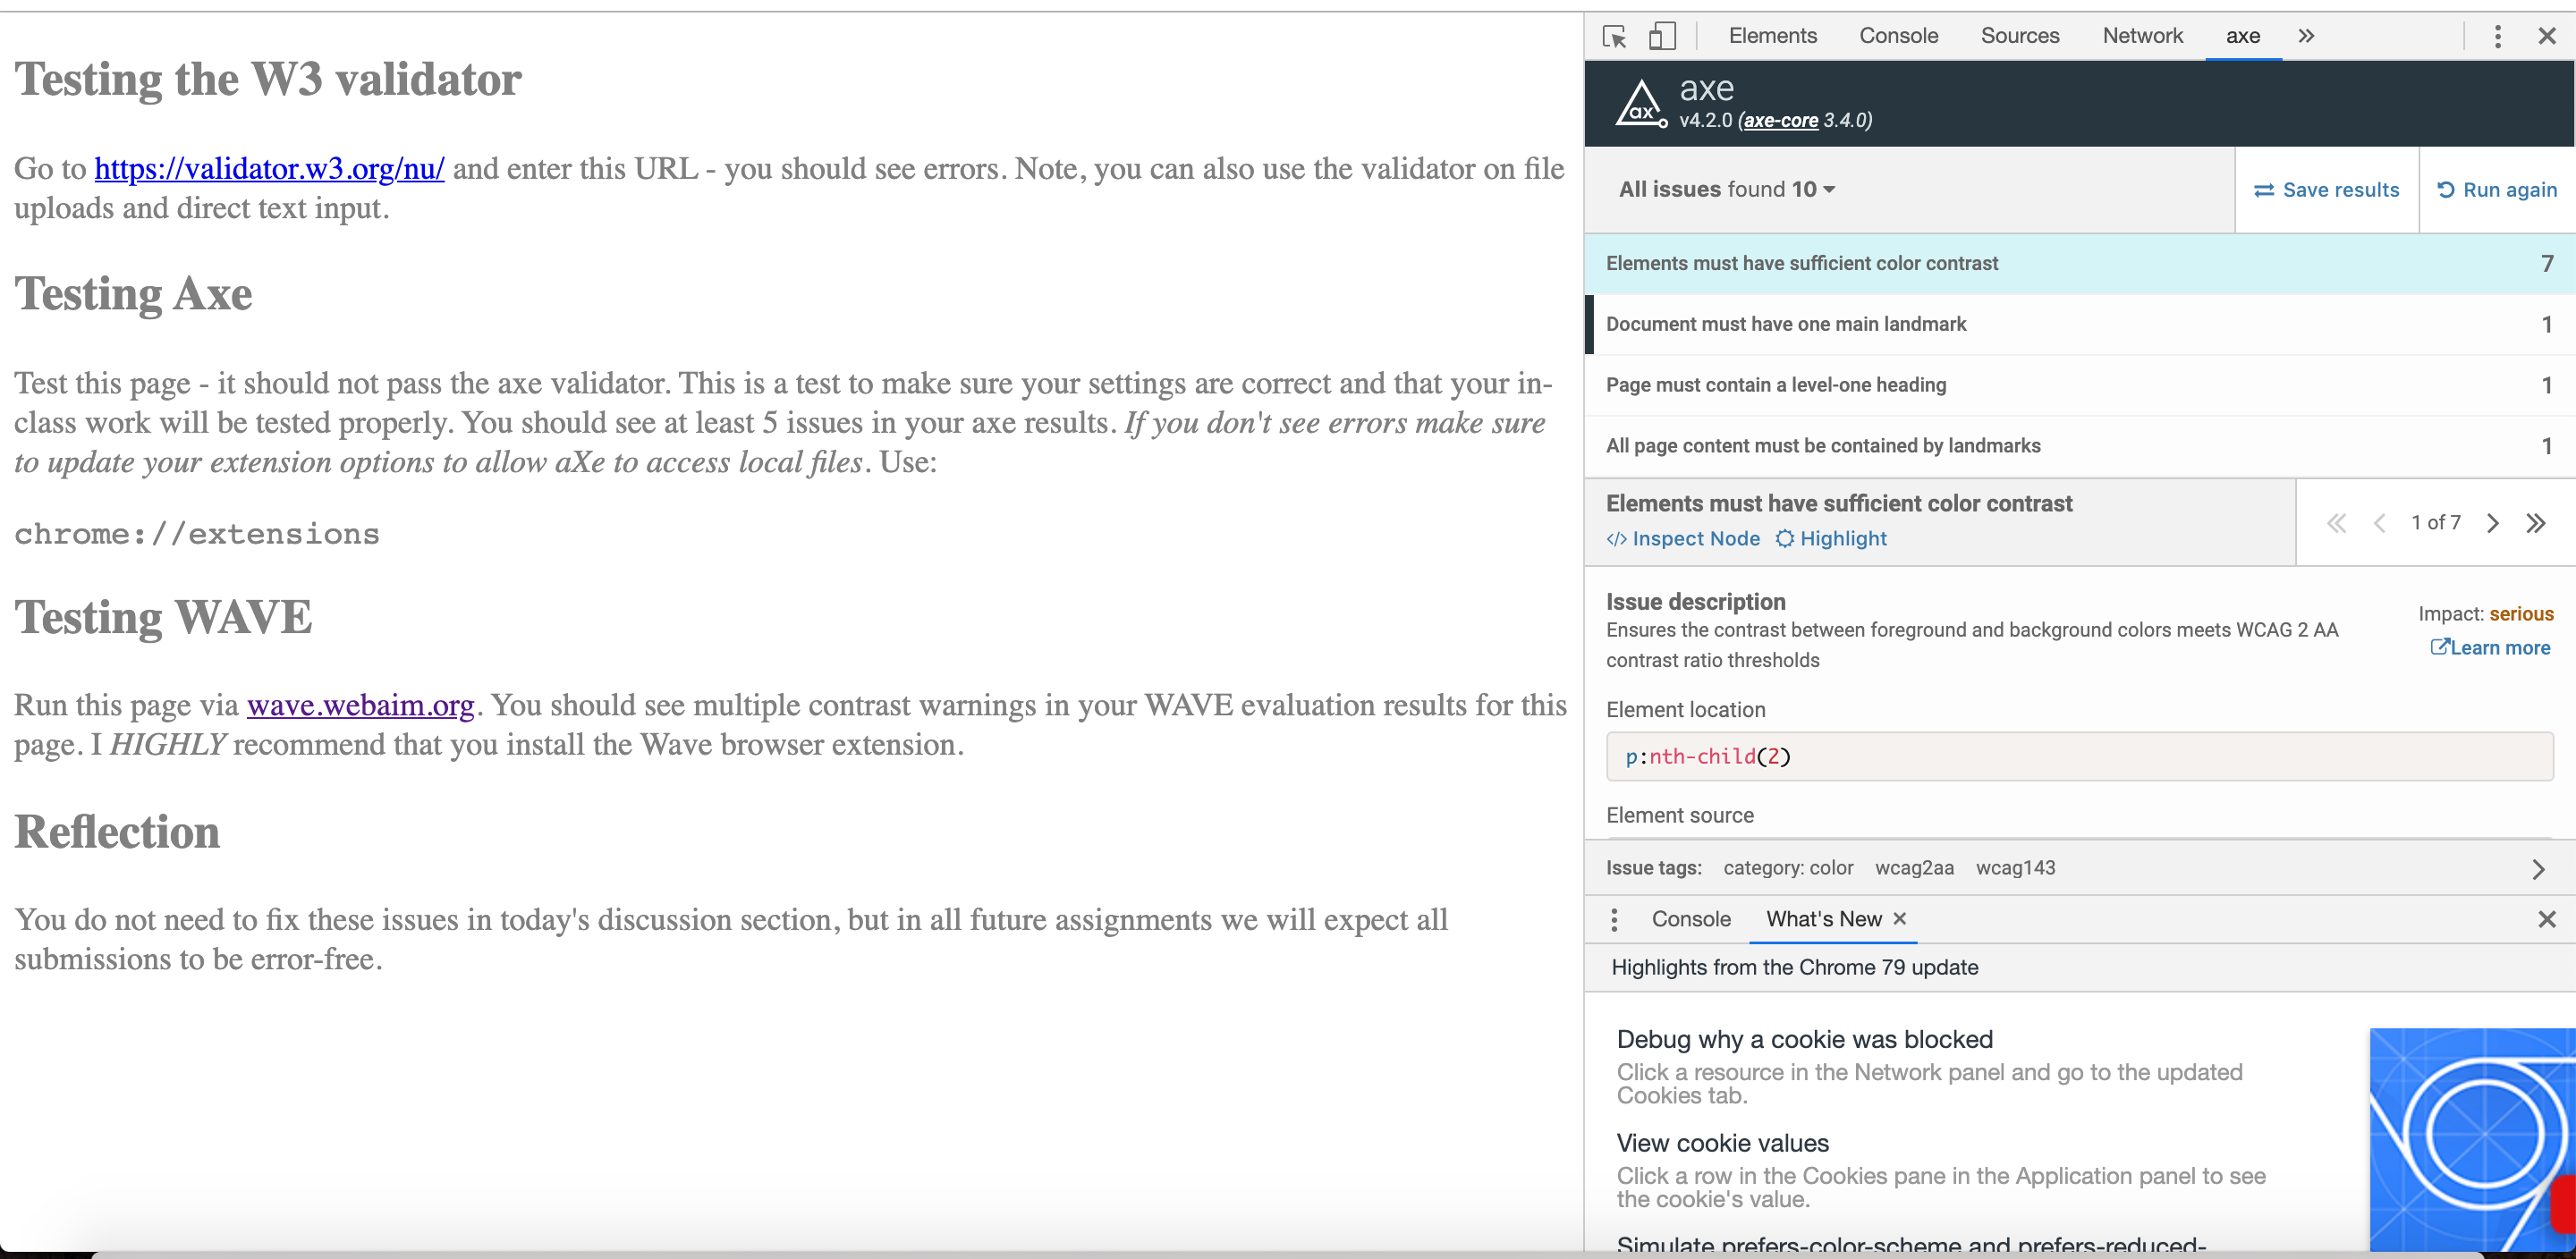 Testing the W3 validator
Go to https://validator.w3.org/nu/ and enter this URL - you should see errors. Note, you can also use the validator on file
uploads and direct text input.
Testing Axe
Test this page - it should not pass the axe validator. This is a test to make sure your settings are correct and that your in-
class work will be tested properly. You should see at least 5 issues in your axe results. If you don't see errors make sure
to update your extension options to allow aXe to access local files. Use:
chrome://extensions
Testing WAVE
Run this page via wave.webaim.org. You should see multiple contrast warnings in your WAVE evaluation results for this
page. I HIGHLY recommend that you install the Wave browser extension.
Reflection
You do not need to fix these issues in today's discussion section, but in all future assignments we will expect all
submissions to be error-free.
Elements Console Sources Network axe
ax
axe
v4.2.0 (axe-core 3.4.0)
All issues found 10
Save results
Run again
Elements must have sufficient color contrast 7
Document must have one main landmark 1
Page must contain a level-one heading 1
All page content must be contained by landmarks 1
Elements must have sufficient color contrast
</> Inspect Node Highlight
1 of 7
Issue description
Impact: serious
Ensures the contrast between foreground and background colors meets WCAG 2 AA
contrast ratio thresholds
Learn more
Element location
p:nth-child(2)
Element source
Issue tags: category: color wcag2aa wcag143
Console What's New
Highlights from the Chrome 79 update
Debug why a cookie was blocked
Click a resource in the Network panel and go to the updated
Cookies tab.
View cookie values
Click a row in the Cookies pane in the Application panel to see
the cookie's value.
Simulate prefers-color-scheme and prefers-reduced-